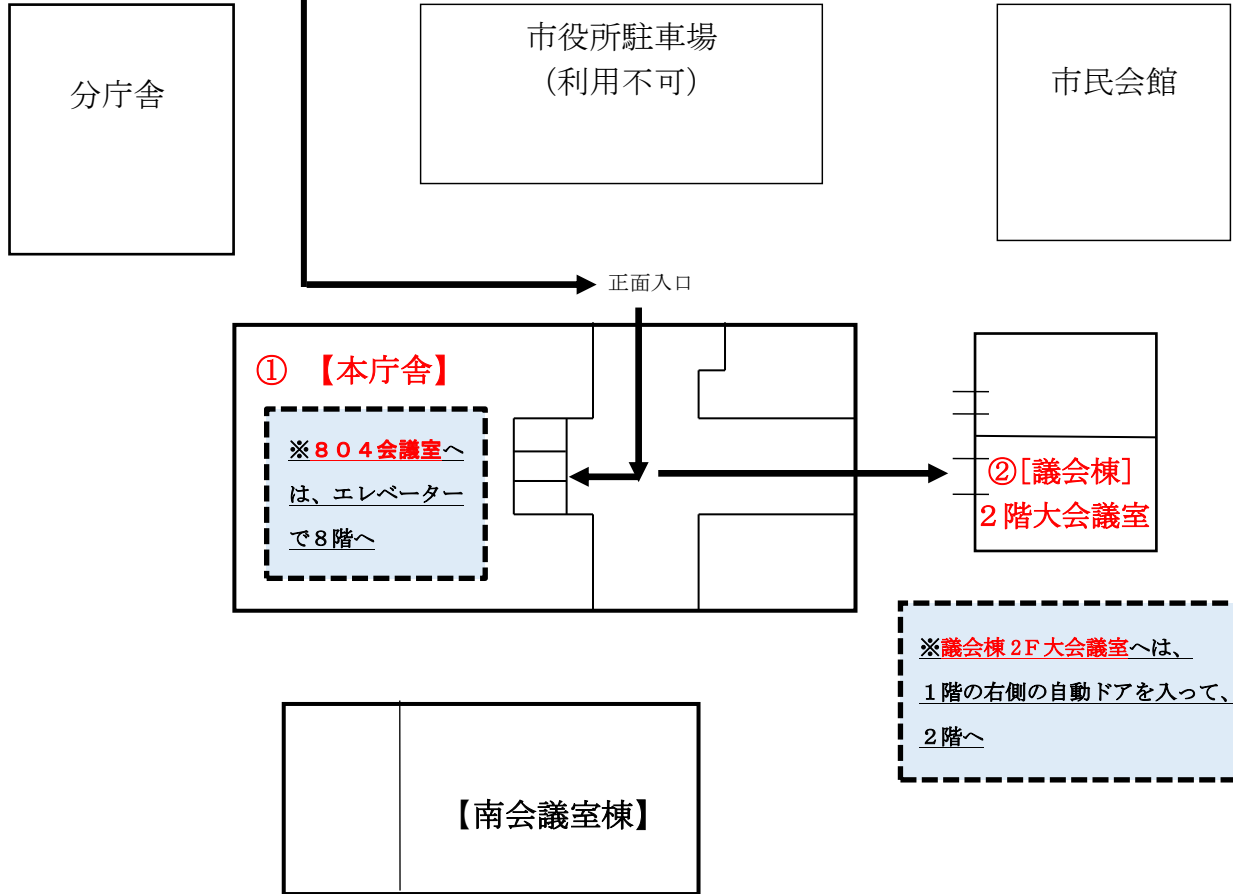 分庁舎
市役所駐車場
(利用不可)
市民会館
正面入口
① 【本庁舎】
※８０４会議室へ
は、エレベーター
で８階へ
②[議会棟]
２階大会議室
※議会棟２F大会議室へは、
１階の右側の自動ドアを入って、
２階へ
【南会議室棟】